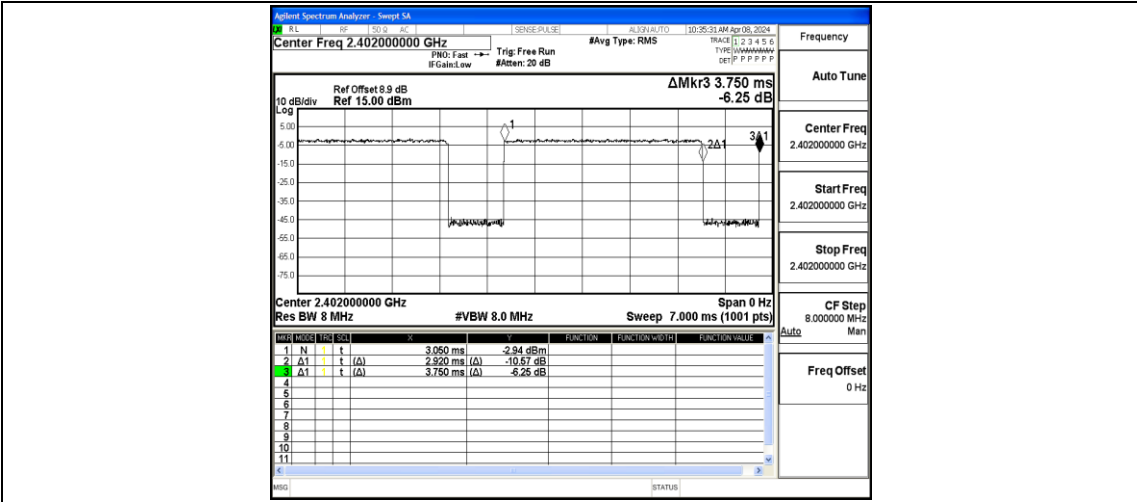 Agilent Spectrum Analyzer - Swept SA
RL RF 50 Ω AC SENSE:PULSE ALIGN AUTO 10:35:31 AM Apr 08, 2024
Center Freq 2.402000000 GHz #Avg Type: RMS TRACE 1 2 3 4 5 6
PNO: Fast Trig: Free Run TYPE WWWWWW
IFGain:Low #Atten: 20 dB DET P P P P P P
ΔMkr3 3.750 ms
-6.25 dB
Ref Offset 8.9 dB
10 dB/div Ref 15.00 dBm
Log
5.00
-5.00
-15.0
-25.0
-35.0
-45.0
-55.0
-65.0
-75.0
1
2Δ1
3Δ1
Center 2.402000000 GHz Span 0 Hz
Res BW 8 MHz #VBW 8.0 MHz Sweep 7.000 ms (1001 pts)
MKR MODE TRC SCL X Y FUNCTION FUNCTION WIDTH FUNCTION VALUE
1 N 1 t 3.050 ms -2.94 dBm
2 Δ1 1 t (Δ) 2.920 ms (Δ) -10.57 dB
3 Δ1 1 t (Δ) 3.750 ms (Δ) -6.25 dB
4
5
6
7
8
9
10
11
MSG STATUS
Frequency
Auto Tune
Center Freq
2.402000000 GHz
Start Freq
2.402000000 GHz
Stop Freq
2.402000000 GHz
CF Step
8.000000 MHz
Auto Man
Freq Offset
0 Hz